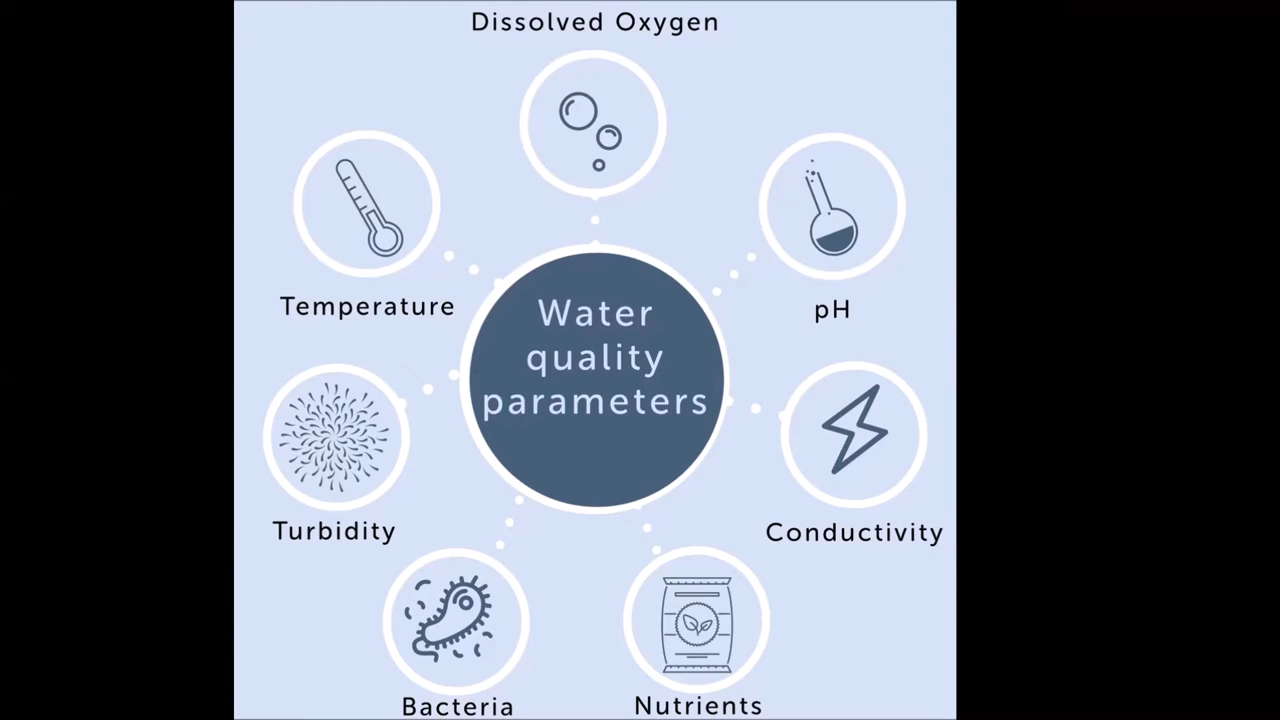 Dissolved Oxygen
Temperature
pH
Water
quality
parameters
Turbidity
Conductivity
Bacteria
Nutrients